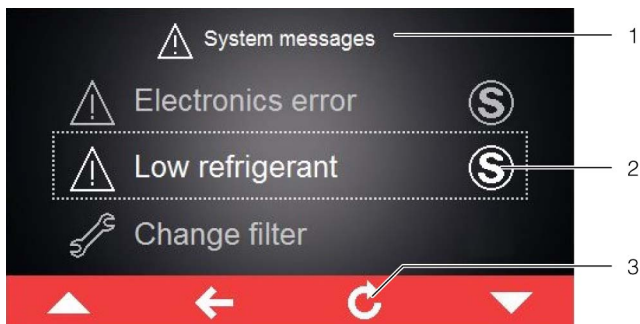 System messages
1
Electronics error
S
Low refrigerant
S
2
Change filter
3